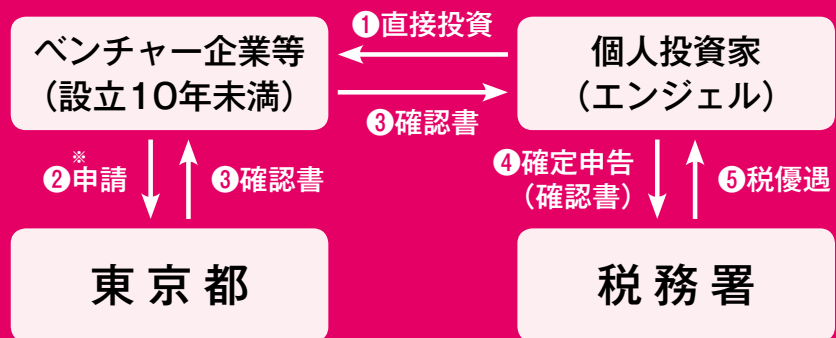 ❶直接投資
ベンチャー企業等
（設立10年未満）
個人投資家
（エンジェル）
❸確認書
※
❷申請
❸確認書
❹確定申告
（確認書）
❺税優遇
東京都
税務署